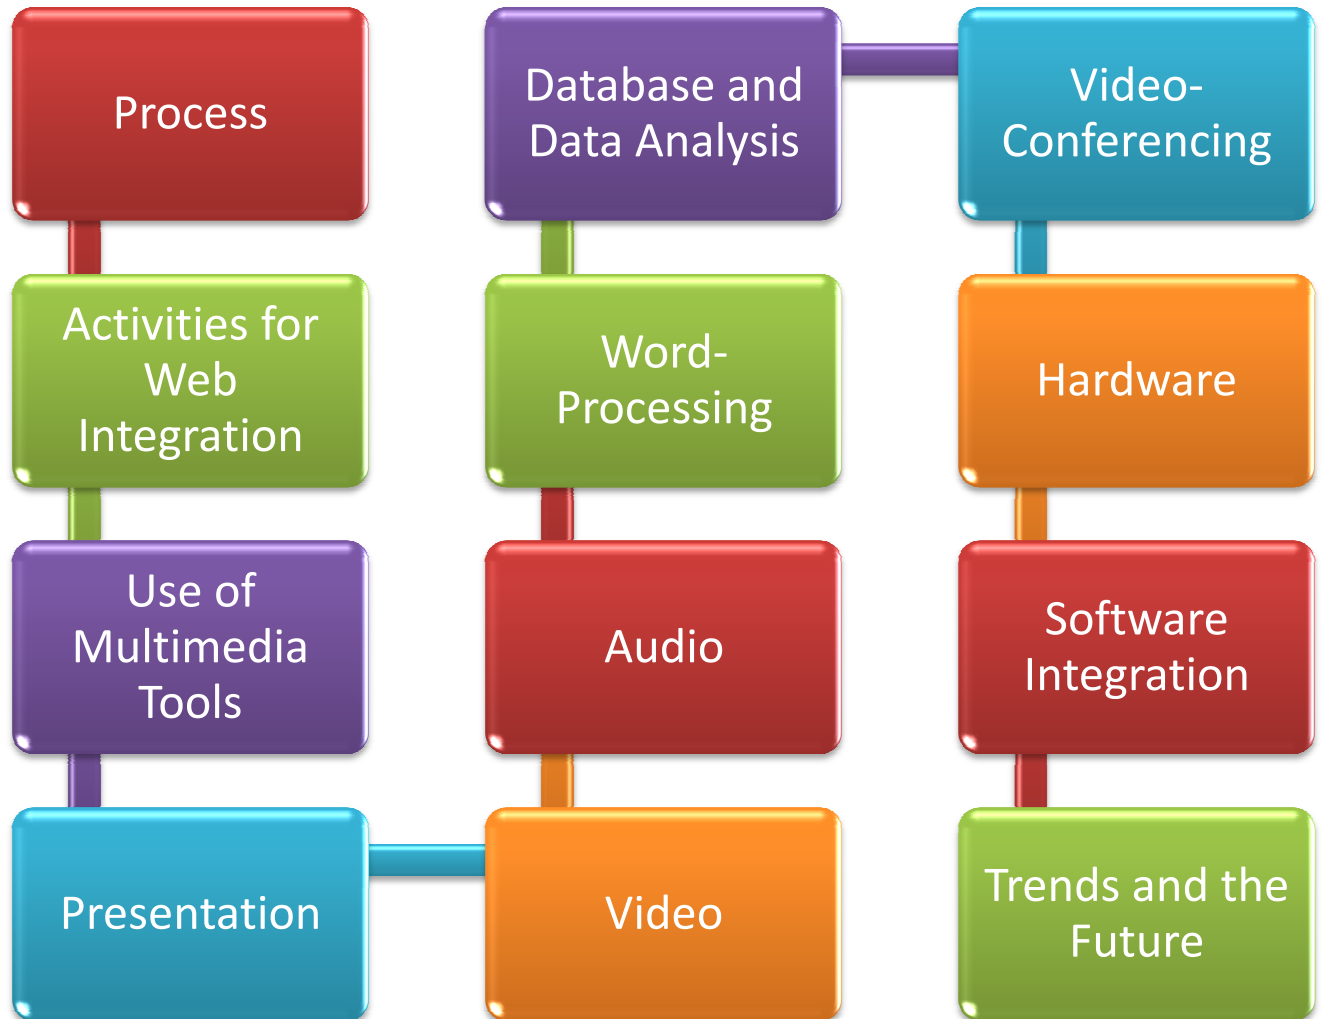 Process
Activities for
Web
Integration
Use of
Multimedia
Tools
Presentation
Video
Audio
Word-
Processing
Database and
Data Analysis
Video-
Conferencing
Hardware
Software
Integration
Trends and the
Future